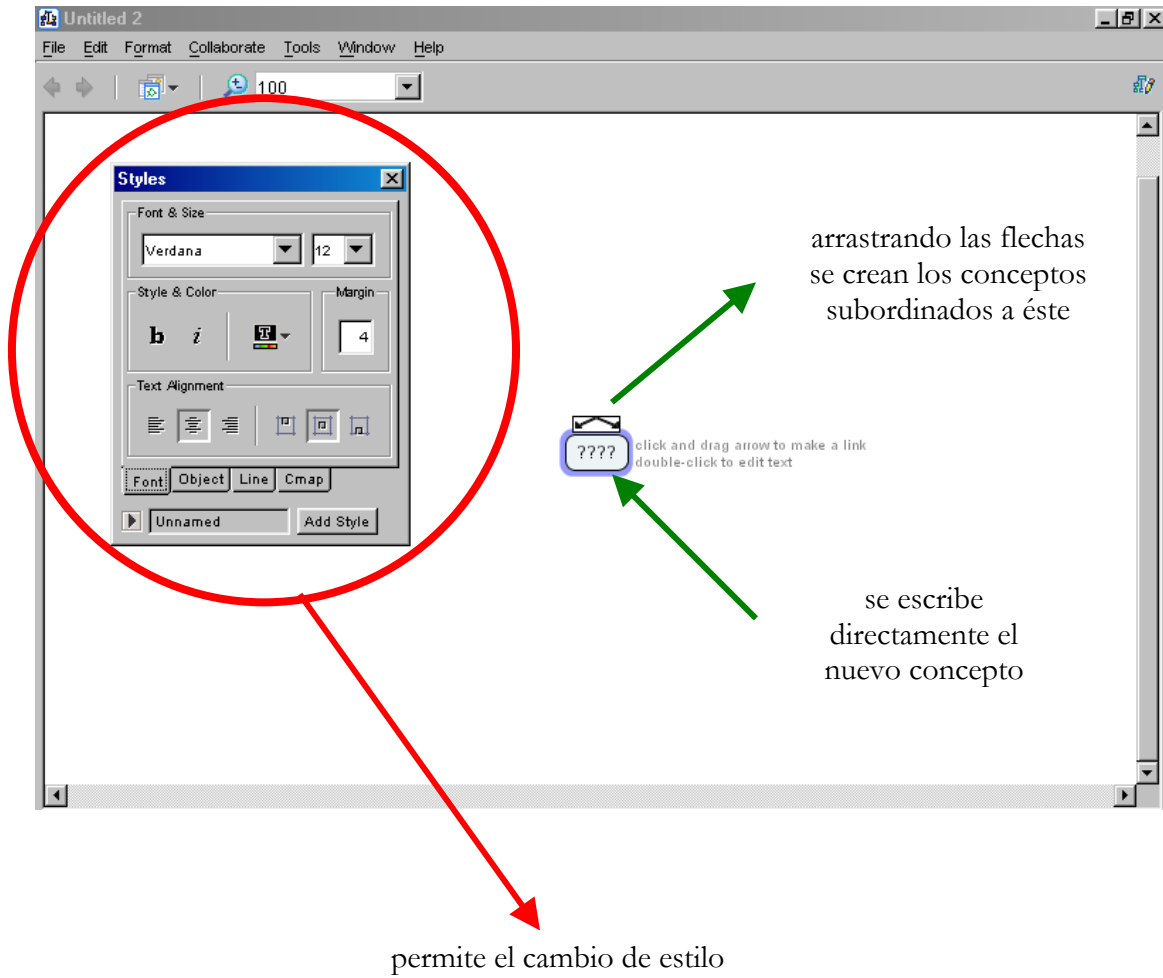 Untitled 2
File Edit Format Collaborate Tools Window Help
100
Styles
Font & Size
Verdana 12
Style & Color Margin
b i T 4
Text Alignment
Font Object Line Cmap
Unnamed Add Style
arrastrando las flechas
se crean los conceptos
subordinados a éste
????
click and drag arrow to make a link
double-click to edit text
se escribe
directamente el
nuevo concepto
permite el cambio de estilo